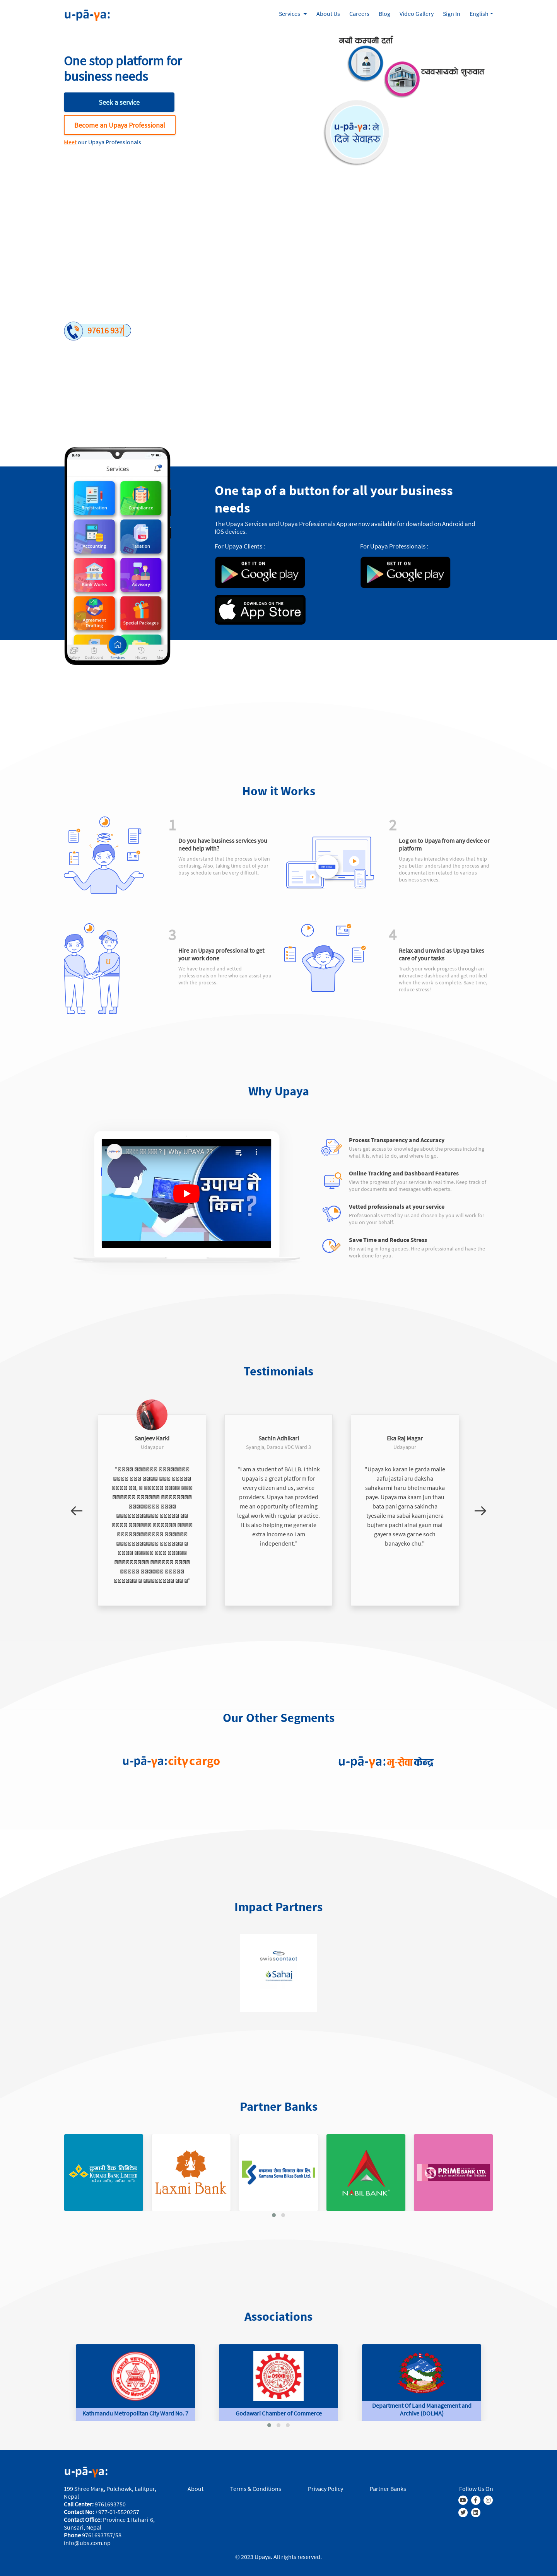 u-pā-ya:
Services
About Us
Careers
Blog
Video Gallery
Sign In
English
One stop platform for
business needs
Seek a service
Become an Upaya Professional
Meet our Upaya Professionals
नयाँ कम्पनी दर्ता
व्यवसायको शुरुवात
u-pā-ya: ले
दिने सेवाहरु
97616 937
9:45
Services
Registration
Compliance
Accounting
Taxation
Bank Works
Advisory
Agreement
Drafting
Special Packages
Services
One tap of a button for all your business
needs
The Upaya Services and Upaya Professionals App are now available for download on Android and
IOS devices.
For Upaya Clients :
For Upaya Professionals :
GET IT ON
Google play
GET IT ON
Google play
Download on the
App Store
How it Works
1
Do you have business services you
need help with?
We understand that the process is often
confusing. Also, taking time out of your
busy schedule can be very difficult.
2
Log on to Upaya from any device or
platform
Upaya has interactive videos that help
you better understand the process and
documentation related to various
business services.
3
Hire an Upaya professional to get
your work done
We have trained and vetted
professionals on-hire who can assist you
with the process.
4
Relax and unwind as Upaya takes
care of your tasks
Track your work progress through an
interactive dashboard and get notified
when the work is complete. Save time,
reduce stress!
Why Upaya
? || Why UPAYA ??
उपाय नै
किन?
Process Transparency and Accuracy
Users get access to knowledge about the process including
what it is, what to do, and where to go.
Online Tracking and Dashboard Features
View the progress of your services in real time. Keep track of
your documents and messages with experts.
Vetted professionals at your service
Professionals vetted by us and chosen by you will work for
you on your behalf.
Save Time and Reduce Stress
No waiting in long queues. Hire a professional and have the
work done for you.
Testimonials
Sanjeev Karki
Udayapur
Sachin Adhikari
Syangja, Daraou VDC Ward 3
"I am a student of BALLB. I think
Upaya is a great platform for
every citizen and us, service
providers. Upaya has provided
me an opportunity of learning
legal work with regular practice.
It is also helping me generate
extra income so I am
independent."
Eka Raj Magar
Udayapur
"Upaya ko karan le garda maile
aafu jastai aru daksha
sahakarmi haru bhetne mauka
paye. Upaya ma kaam jun thau
bata pani garna sakincha
tyesaile ma sabai kaam janera
bujhera pachi afnai gaun mai
gayera sewa garne soch
banayeko chu."
Our Other Segments
u-pā-ya:city cargo
u-pā-ya:भु-सेवा केन्द्र
Impact Partners
swisscontact
Sahaj
Partner Banks
कुमारी बैंक लिमिटेड
KUMARI BANK LIMITED
Laxmi Bank
कामना सेवा विकास बैंक लि.
Kamana Sewa Bikas Bank Ltd.
NABIL BANK
PRIME BANK LTD.
Associations
Kathmandu Metropolitan City Ward No. 7
Godawari Chamber of Commerce
Department Of Land Management and
Archive (DOLMA)
u-pā-ya:
199 Shree Marg, Pulchowk, Lalitpur,
Nepal
Call Center: 9761693750
Contact No: +977-01-5520257
Contact Office: Province 1 Itahari-6,
Sunsari, Nepal
Phone 9761693757/58
info@ubs.com.np
About
Terms & Conditions
Privacy Policy
Partner Banks
Follow Us On
© 2023 Upaya. All rights reserved.